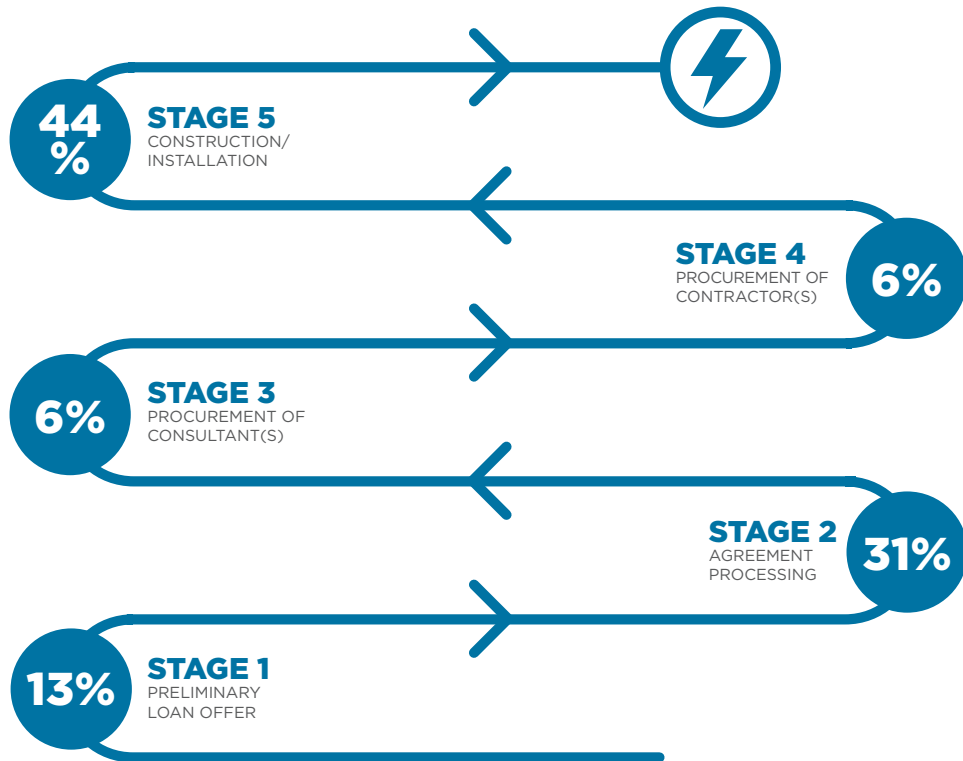 44
%
STAGE 5
CONSTRUCTION/
INSTALLATION
STAGE 4
PROCUREMENT OF
CONTRACTOR(S)
6%
6%
STAGE 3
PROCUREMENT OF
CONSULTANT(S)
STAGE 2
AGREEMENT
PROCESSING
31%
13%
STAGE 1
PRELIMINARY
LOAN OFFER